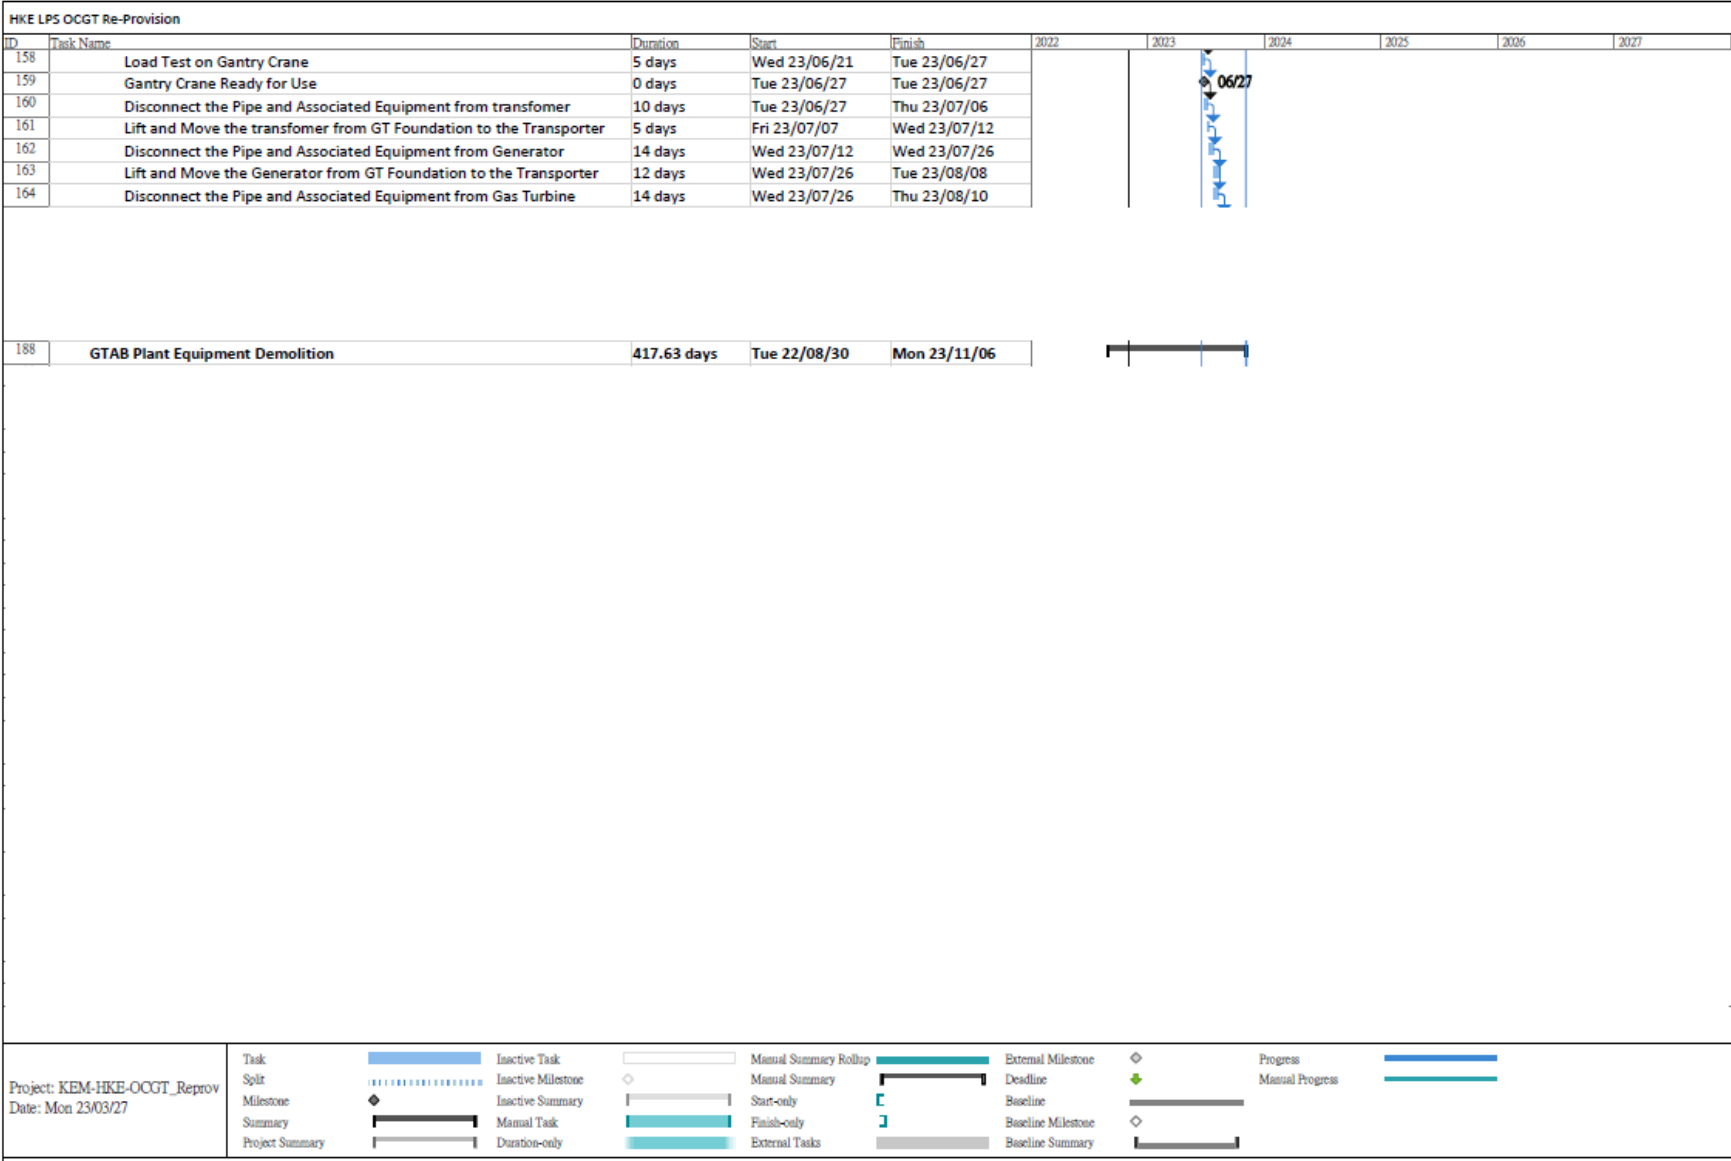 HKE LPS OCGT Re-Provision
ID Task Name Duration Start Finish 2022 2023 2024 2025 2026 2027
158 Load Test on Gantry Crane 5 days Wed 23/06/21 Tue 23/06/27
159 Gantry Crane Ready for Use 0 days Tue 23/06/27 Tue 23/06/27 06/27
160 Disconnect the Pipe and Associated Equipment from transfomer 10 days Tue 23/06/27 Thu 23/07/06
161 Lift and Move the transfomer from GT Foundation to the Transporter 5 days Fri 23/07/07 Wed 23/07/12
162 Disconnect the Pipe and Associated Equipment from Generator 14 days Wed 23/07/12 Wed 23/07/26
163 Lift and Move the Generator from GT Foundation to the Transporter 12 days Wed 23/07/26 Tue 23/08/08
164 Disconnect the Pipe and Associated Equipment from Gas Turbine 14 days Wed 23/07/26 Thu 23/08/10
188 GTAB Plant Equipment Demolition 417.63 days Tue 22/08/30 Mon 23/11/06
Project: KEM-HKE-OCGT_Reprov
Date: Mon 23/03/27
Task Inactive Task Manual Summary Rollup External Milestone Progress
Split Inactive Milestone Manual Summary Deadline Manual Progress
Milestone Inactive Summary Start-only Baseline
Summary Manual Task Finish-only Baseline Milestone
Project Summary Duration-only External Tasks Baseline Summary